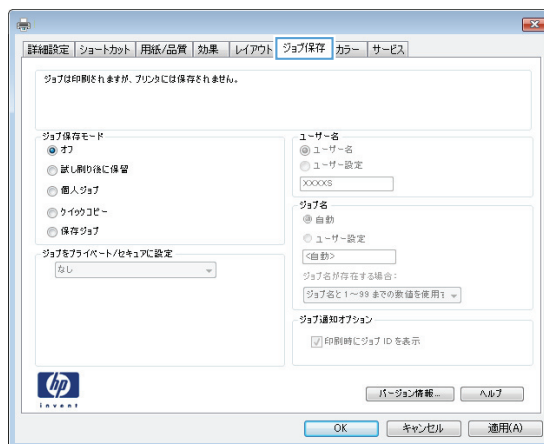 詳細設定 ショートカット 用紙/品質 効果 レイアウト ジョブ保存 カラー サービス
ジョブは印刷されますが、プリンタには保存されません。
ジョブ保存モード
オフ
試し刷り後に保留
個人ジョブ
クイックコピー
保存ジョブ
ジョブをプライベート/セキュアに設定
なし
ユーザー名
ユーザー名
ユーザー設定
XXXXS
ジョブ名
自動
ユーザー設定
<自動>
ジョブ名が存在する場合:
ジョブ名と 1～99 までの数値を使用す
ジョブ通知オプション
印刷時にジョブ ID を表示
hp
invent
バージョン情報... ヘルプ
OK キャンセル 適用(A)